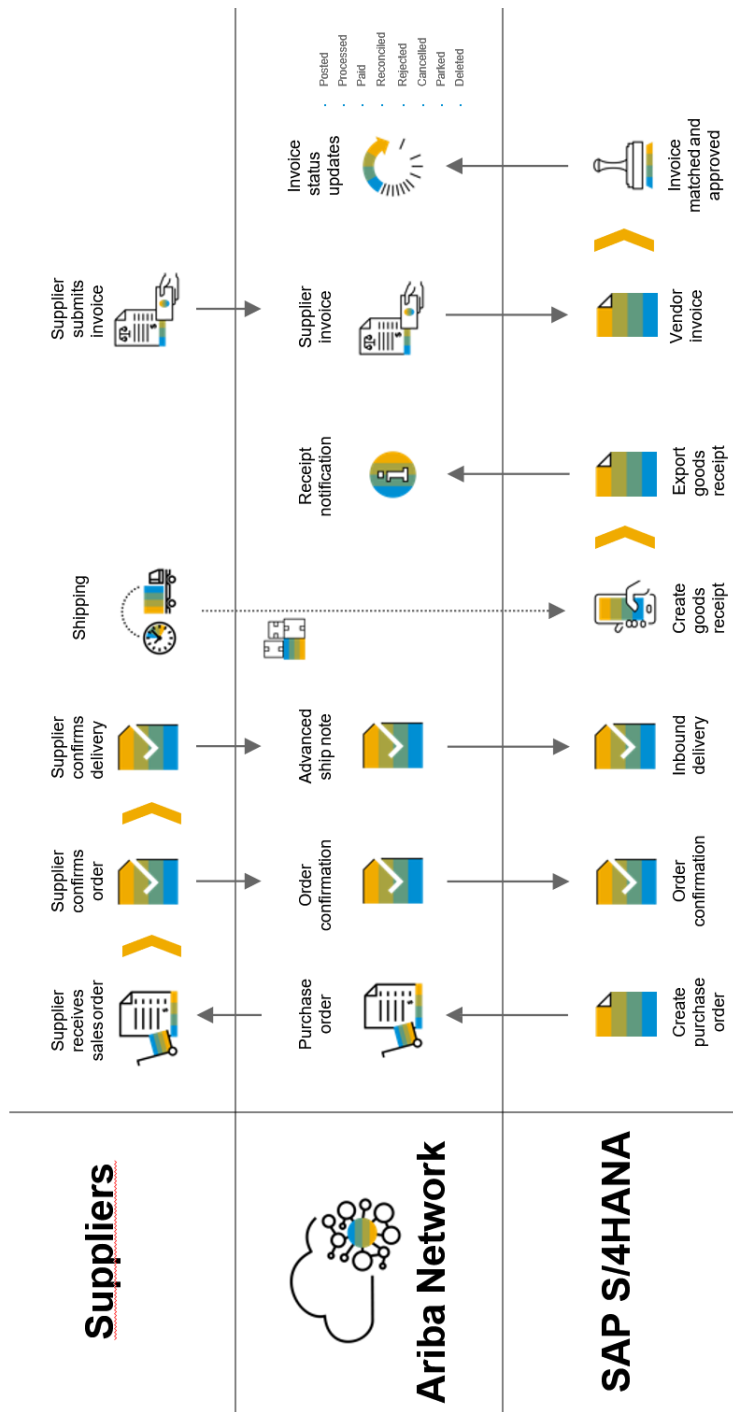 Suppliers
Supplier
receives
sales order
Supplier
confirms
order
Supplier
confirms
delivery
Shipping
Supplier
submits
invoice
Ariba Network
Purchase
order
Order
confirmation
Advanced
ship note
Receipt
notification
Supplier
invoice
Invoice
status
updates
Posted
Processed
Paid
Reconciled
Rejected
Cancelled
Parked
Deleted
SAP S/4HANA
Create
purchase
order
Order
confirmation
Inbound
delivery
Create
goods
receipt
Export
goods
receipt
Vendor
invoice
Invoice
matched and
approved